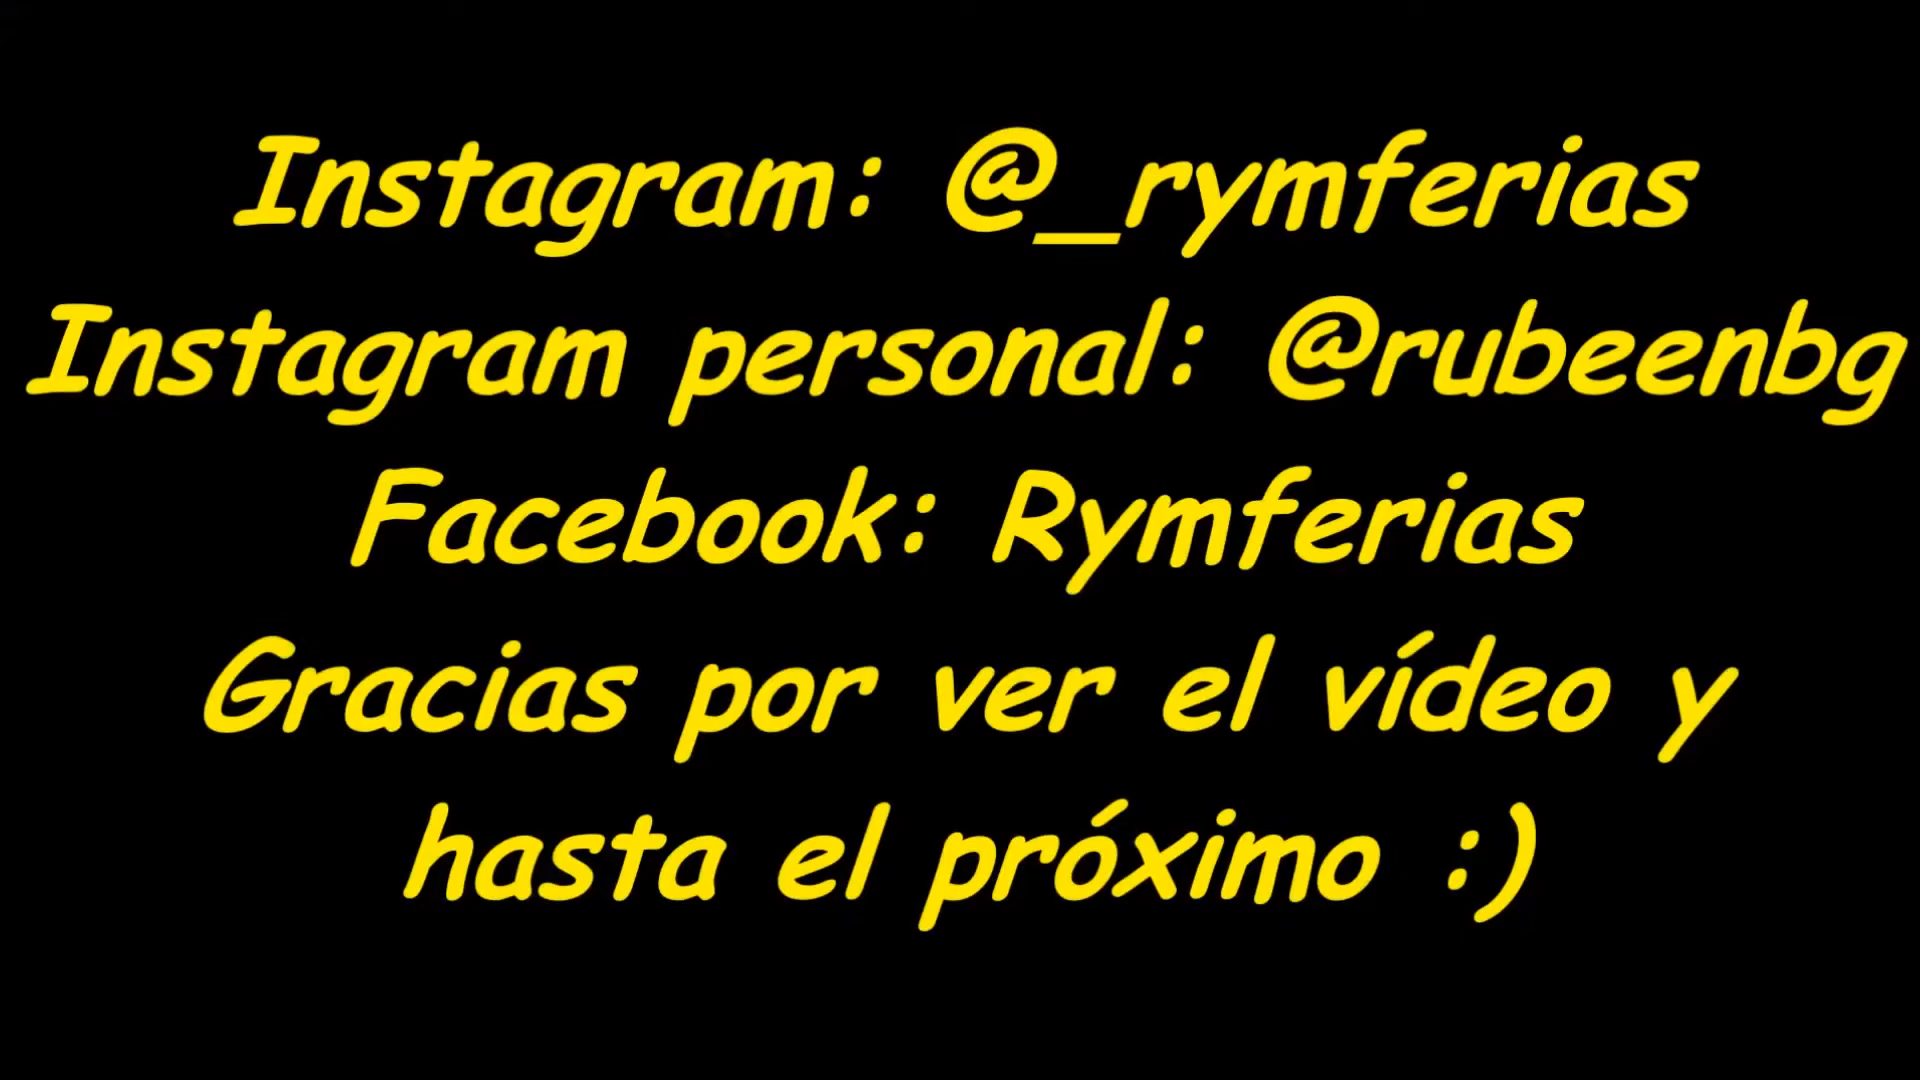 Instagram: @_rymferias
Instagram personal: @rubeenbg
Facebook: Rymferias
Gracias por ver el vídeo y
hasta el próximo :)